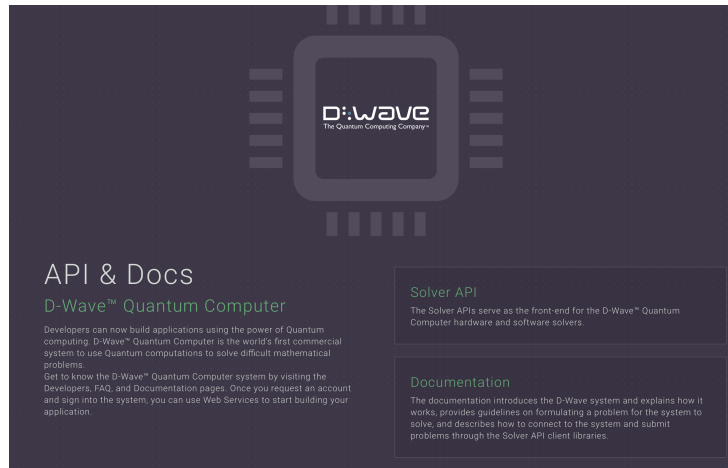 D:WAVE
The Quantum Computing Company™
API & Docs
D-Wave™ Quantum Computer
Developers can now build applications using the power of Quantum
computing. D-Wave™ Quantum Computer is the world's first commercial
system to use Quantum computations to solve difficult mathematical
problems.
Get to know the D-Wave™ Quantum Computer system by visiting the
Developers, FAQ, and Documentation pages. Once you request an account
and sign into the system, you can use Web Services to start building your
application.
Solver API
The Solver APIs serve as the front-end for the D-Wave™ Quantum
Computer hardware and software solvers.
Documentation
The documentation introduces the D-Wave system and explains how it
works, provides guidelines on formulating a problem for the system to
solve, and describes how to connect to the system and submit
problems through the Solver API client libraries.